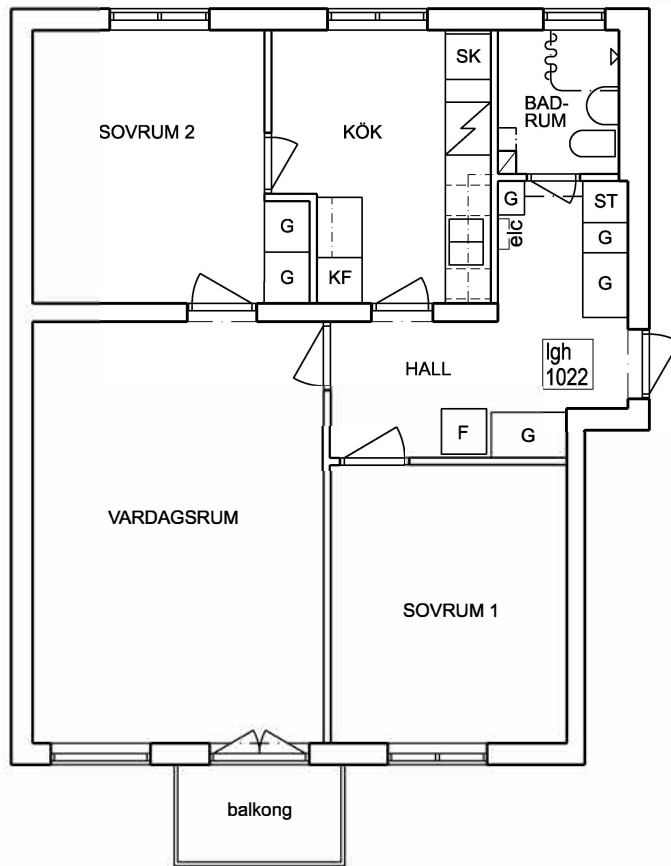 SK
SOVRUM 2
KÖK
BAD-
RUM
G
ST
elc
G
G
G
G
KF
HALL
lgh
1022
F
G
VARDAGSRUM
SOVRUM 1
balkong